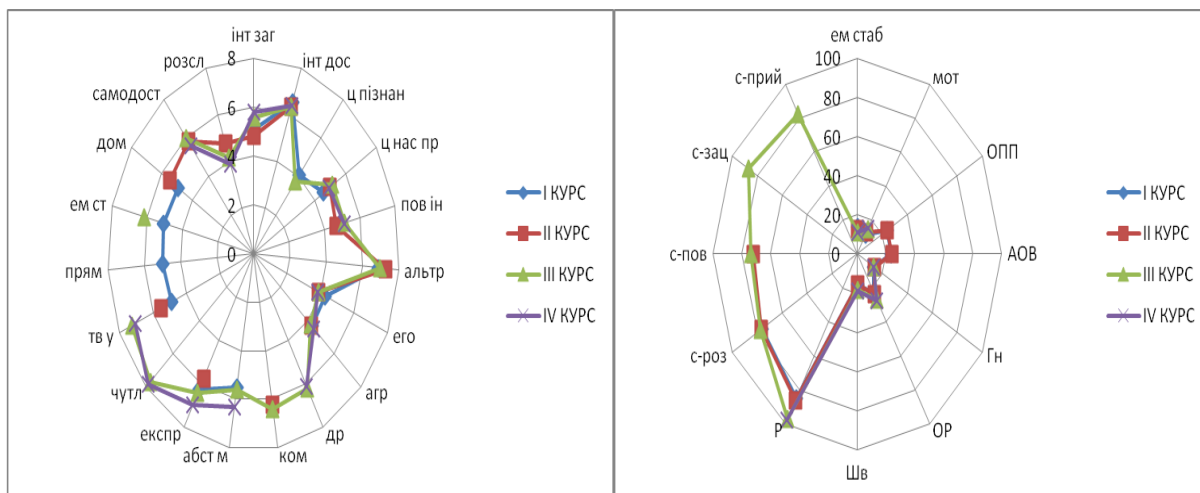 інт заг
інт дос
ц пізнан
ц нас пр
пов ін
альтр
его
агр
др
ком
абст м
експр
чутл
тв у
прям
ем ст
дом
самодост
розсл
8
6
4
2
0
I КУРС
II КУРС
III КУРС
IV КУРС
ем стаб
мот
ОПП
АОВ
Гн
ОР
Шв
Р
с-роз
с-пов
с-зац
с-прий
100
80
60
40
20
0
I КУРС
II КУРС
III КУРС
IV КУРС